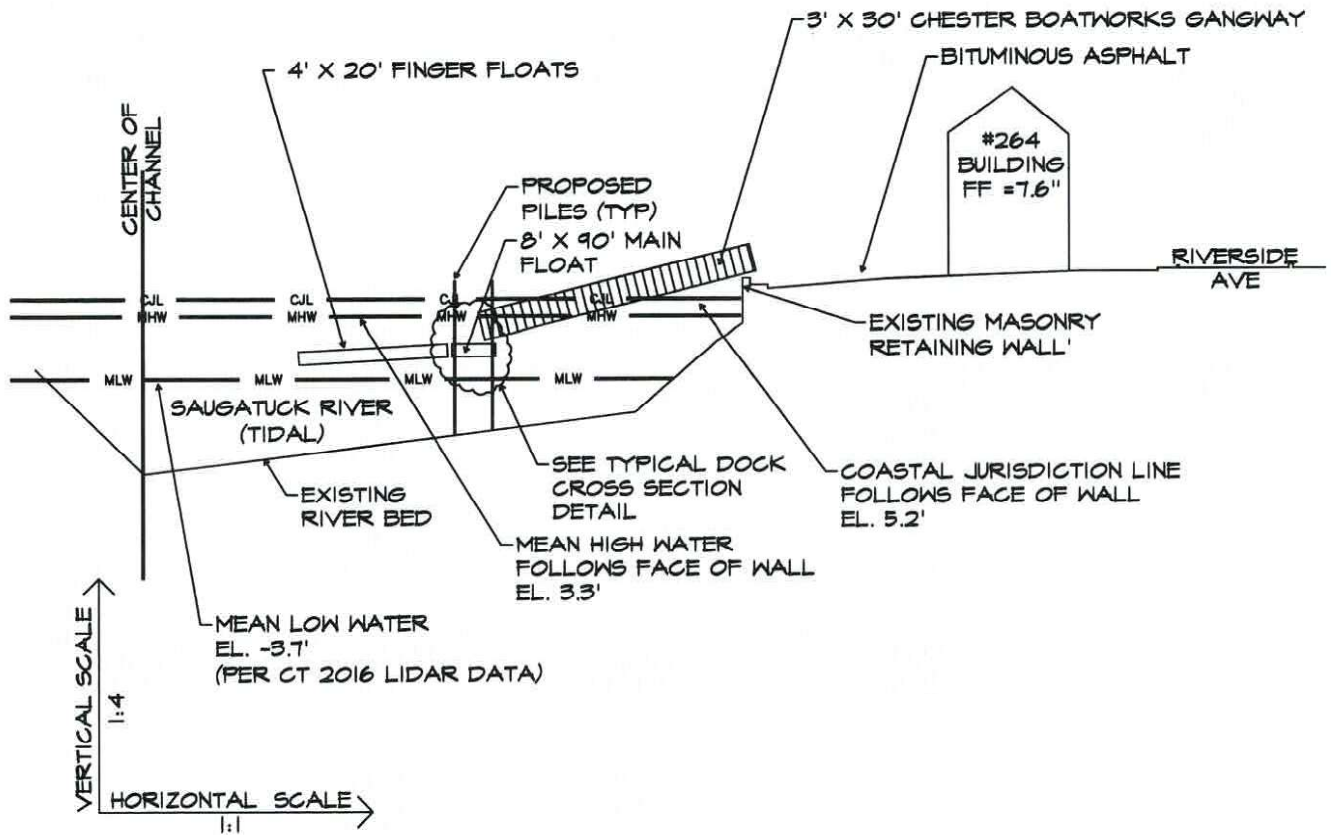 3' X 30' CHESTER BOATWORKS GANGWAY
BITUMINOUS ASPHALT
4' X 20' FINGER FLOATS
CENTER OF
CHANNEL
#264
BUILDING
FF =7.6"
PROPOSED
PILES (TYP)
8' X 90' MAIN
FLOAT
RIVERSIDE
AVE
CJL CJL CJL CJL
MHW MHW MHW MHW
EXISTING MASONRY
RETAINING WALL'
MLW MLW MLW MLW
SAUGATUCK RIVER
(TIDAL)
SEE TYPICAL DOCK
CROSS SECTION
DETAIL
COASTAL JURISDICTION LINE
FOLLOWS FACE OF WALL
EL. 5.2'
EXISTING
RIVER BED
MEAN HIGH WATER
FOLLOWS FACE OF WALL
EL. 3.3'
MEAN LOW WATER
EL. -3.7'
(PER CT 2016 LIDAR DATA)
VERTICAL SCALE
1:4
HORIZONTAL SCALE
1:1